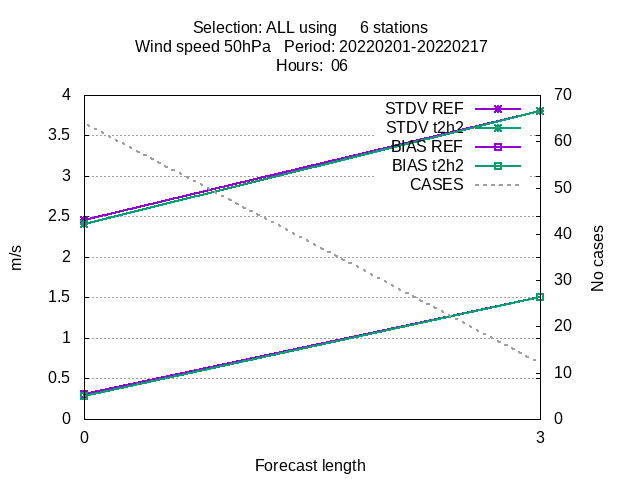 Selection: ALL using 6 stations
Wind speed 50hPa Period: 20220201-20220217
Hours: 06
4
3.5
3
2.5
2
1.5
1
0.5
0
m/s
STDV REF
STDV t2h2
BIAS REF
BIAS t2h2
CASES
70
60
50
40
30
20
10
0
No cases
0
3
Forecast length